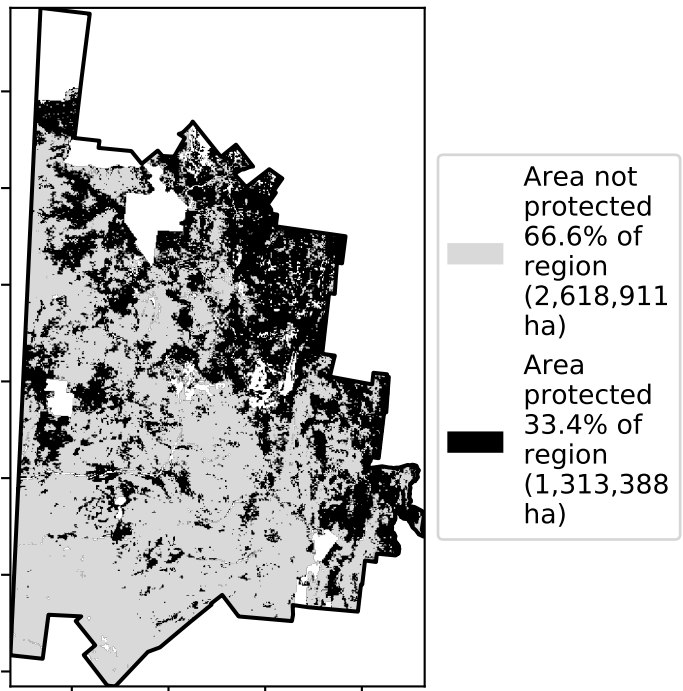 Area not
protected
66.6% of
region
(2,618,911
ha)
Area
protected
33.4% of
region
(1,313,388
ha)